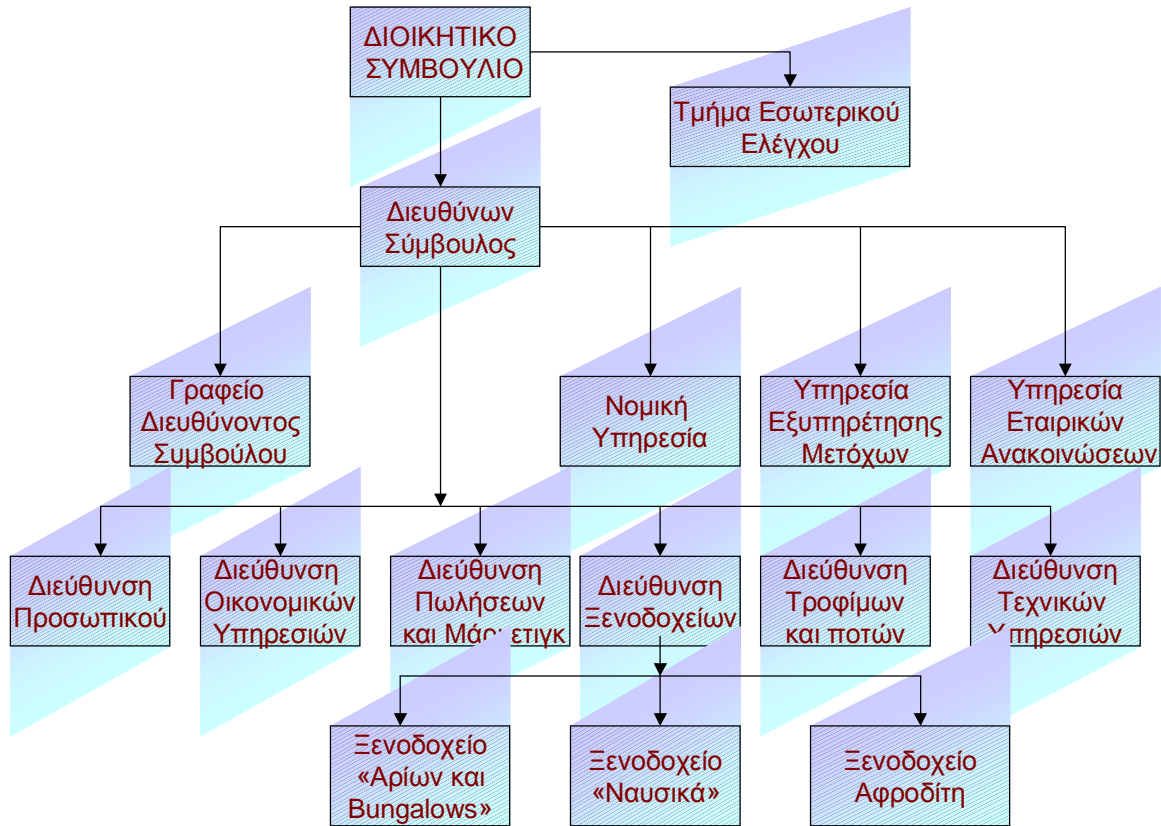 ΔΙΟΙΚΗΤΙΚΟ
ΣΥΜΒΟΥΛΙΟ
Τμήμα Εσωτερικού
Ελέγχου
Διευθύνων
Σύμβουλος
Γραφείο
Διευθύνοντος
Συμβούλου
Νομική
Υπηρεσία
Υπηρεσία
Εξυπηρέτησης
Μετόχων
Υπηρεσία
Εταιρικών
Ανακοινώσεων
Διεύθυνση
Προσωπικού
Διεύθυνση
Οικονομικών
Υπηρεσιών
Διεύθυνση
Πωλήσεων
και Μάρκετιγκ
Διεύθυνση
Ξενοδοχείων
Διεύθυνση
Τροφίμων
και ποτών
Διεύθυνση
Τεχνικών
Υπηρεσιών
Ξενοδοχείο
«Αρίων και
Bungalows»
Ξενοδοχείο
«Ναυσικά»
Ξενοδοχείο
Αφροδίτη